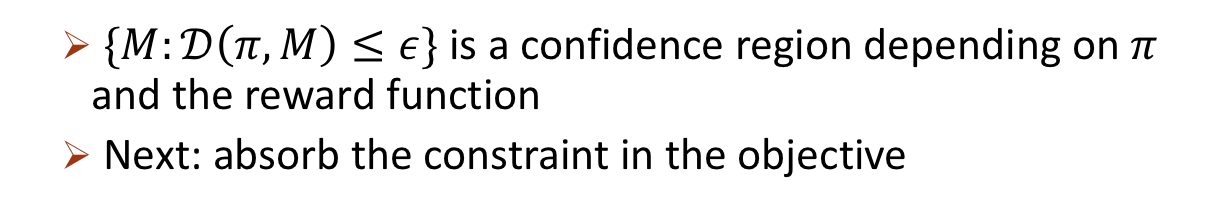 ➢ {𝑀: 𝒟(𝜋, 𝑀) ≤ 𝜖} is a confidence region depending on 𝜋
and the reward function
➢ Next: absorb the constraint in the objective